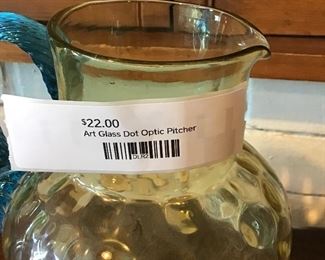 $22.00
Art Glass Dot Optic Pitcher